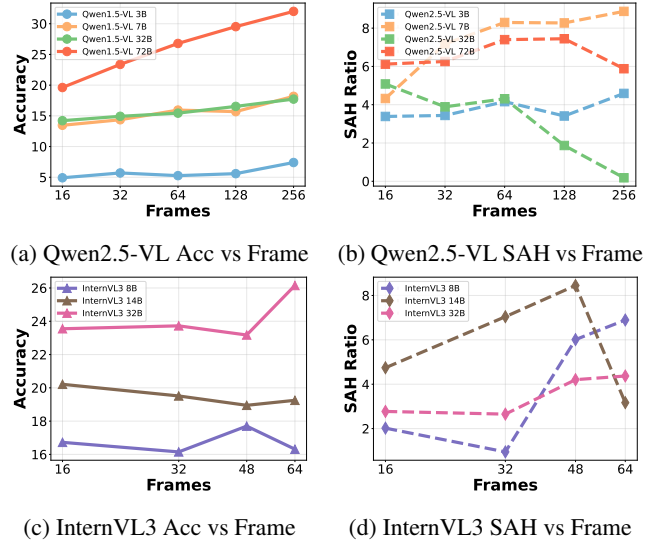 Qwen1.5-VL 3B
Qwen1.5-VL 7B
Qwen1.5-VL 32B
Qwen1.5-VL 72B
Accuracy
30
25
20
15
10
5
16 32 64 128 256
Frames
(a) Qwen2.5-VL Acc vs Frame
Qwen2.5-VL 3B
Qwen2.5-VL 7B
Qwen2.5-VL 32B
Qwen2.5-VL 72B
SAH Ratio
8
6
4
2
0
16 32 64 128 256
Frames
(b) Qwen2.5-VL SAH vs Frame
InternVL3 8B
InternVL3 14B
InternVL3 32B
Accuracy
26
24
22
20
18
16
16 32 48 64
Frames
(c) InternVL3 Acc vs Frame
InternVL3 8B
InternVL3 14B
InternVL3 32B
SAH Ratio
8
6
4
2
16 32 48 64
Frames
(d) InternVL3 SAH vs Frame